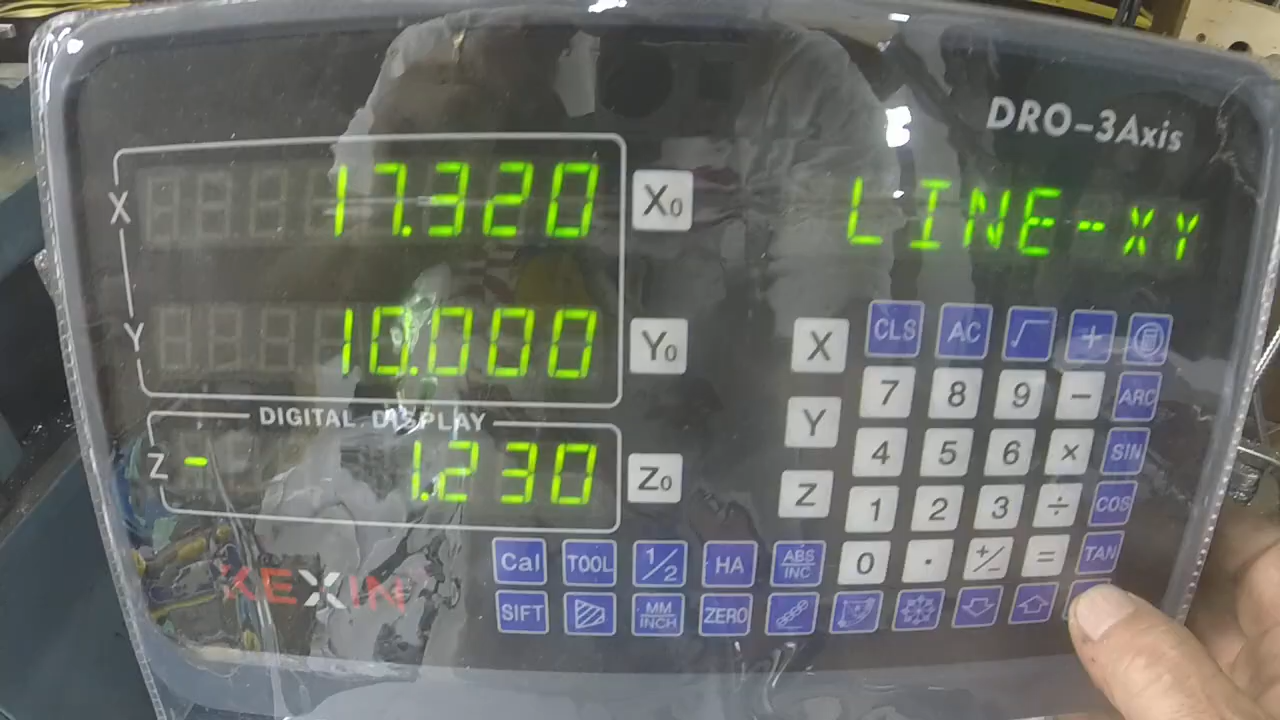 DRO-3Axis
X 17.320 X0
LINE-XY
Y 10.000 Y0
DIGITAL DISPLAY
Z - 1.230 Z0
X CLS AC √ +
7 8 9 - ARC
Y 4 5 6 × SIN
Z 1 2 3 ÷ COS
Cal TOOL 1/2 HA ABS/INC 0 . +/- = TAN
SIFT MM/INCH ZERO
KEXIN